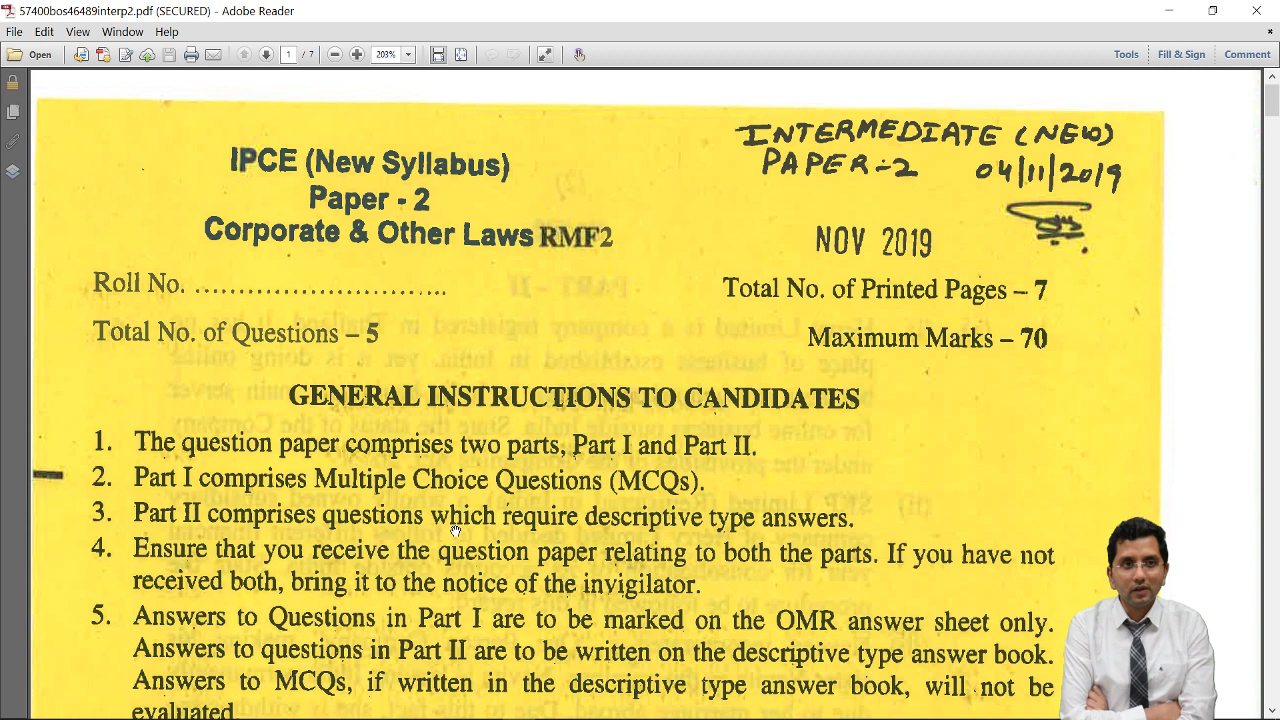 57400bos46489interp2.pdf (SECURED) - Adobe Reader
File Edit View Window Help
Open 1 / 7 203% Tools Fill & Sign Comment
INTERMEDIATE (NEW)
PAPER-2 04/11/2019
IPCE (New Syllabus)
Paper - 2
Corporate & Other Laws RMF2
NOV 2019
Roll No. ................................
Total No. of Printed Pages – 7
Total No. of Questions – 5
Maximum Marks – 70
GENERAL INSTRUCTIONS TO CANDIDATES
1. The question paper comprises two parts, Part I and Part II.
2. Part I comprises Multiple Choice Questions (MCQs).
3. Part II comprises questions which require descriptive type answers.
4. Ensure that you receive the question paper relating to both the parts. If you have not
received both, bring it to the notice of the invigilator.
5. Answers to Questions in Part I are to be marked on the OMR answer sheet only.
Answers to questions in Part II are to be written on the descriptive type answer book.
Answers to MCQs, if written in the descriptive type answer book, will not be
evaluated